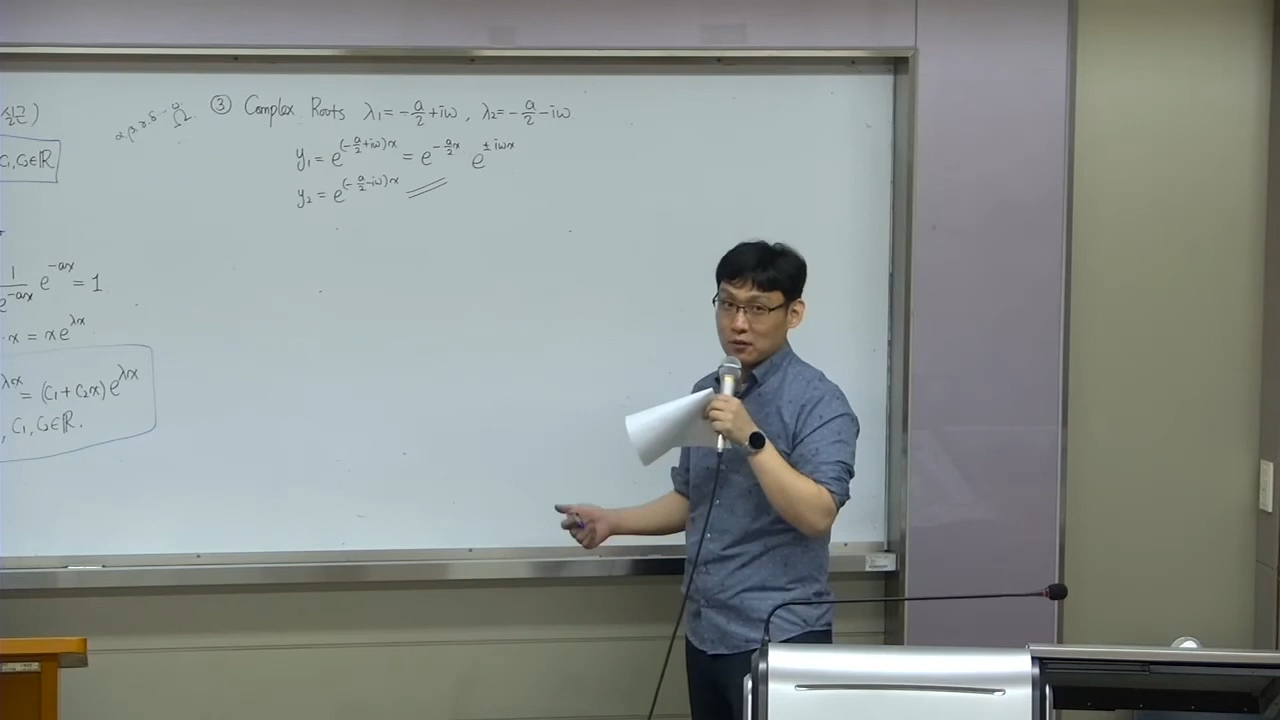 실근)
C₁, C₂∈ℝ
1/e^{-ax} e^{-ax} = 1
·x = xe^{λx}
e^{λx} = (C₁+C₂x)e^{λx}
, C₁, C₂∈ℝ.
α, β, γ, δ - Ω
③ Complex Roots λ₁ = -a/2 + iω, λ₂ = -a/2 - iω
y₁ = e^{(-a/2+iω)x} = e^{-a/2 x} e^{±iωx}
y₂ = e^{(-a/2-iω)x}